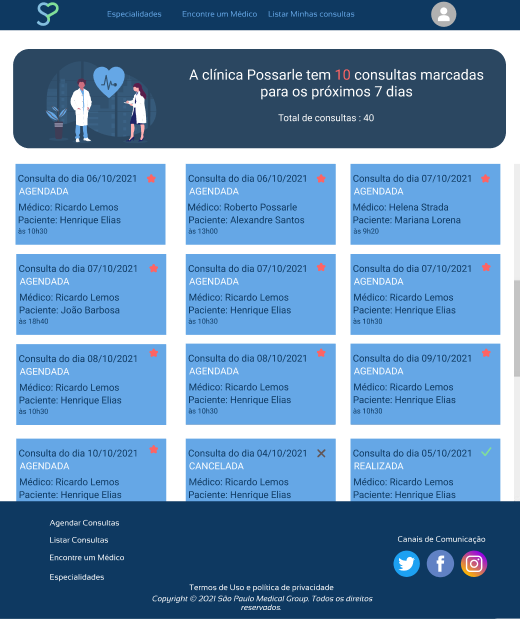 Especialidades Encontre um Médico Listar Minhas consultas
A clínica Possarle tem 10 consultas marcadas
para os próximos 7 dias
Total de consultas : 40
Consulta do dia 06/10/2021
AGENDADA
Médico: Ricardo Lemos
Paciente: Henrique Elias
às 10h30
Consulta do dia 06/10/2021
AGENDADA
Médico: Roberto Possarle
Paciente: Alexandre Santos
às 13h00
Consulta do dia 07/10/2021
AGENDADA
Médico: Helena Strada
Paciente: Mariana Lorena
às 9h20
Consulta do dia 07/10/2021
AGENDADA
Médico: Ricardo Lemos
Paciente: João Barbosa
às 18h40
Consulta do dia 07/10/2021
AGENDADA
Médico: Ricardo Lemos
Paciente: Henrique Elias
às 10h30
Consulta do dia 07/10/2021
AGENDADA
Médico: Ricardo Lemos
Paciente: Henrique Elias
às 10h30
Consulta do dia 08/10/2021
AGENDADA
Médico: Ricardo Lemos
Paciente: Henrique Elias
às 10h30
Consulta do dia 08/10/2021
AGENDADA
Médico: Ricardo Lemos
Paciente: Henrique Elias
às 10h30
Consulta do dia 09/10/2021
AGENDADA
Médico: Ricardo Lemos
Paciente: Henrique Elias
às 10h30
Consulta do dia 10/10/2021
AGENDADA
Médico: Ricardo Lemos
Paciente: Henrique Elias
Consulta do dia 04/10/2021
CANCELADA
Médico: Ricardo Lemos
Paciente: Henrique Elias
Consulta do dia 05/10/2021
REALIZADA
Médico: Ricardo Lemos
Paciente: Henrique Elias
Agendar Consultas
Listar Consultas
Encontre um Médico
Especialidades
Canais de Comunicação
Termos de Uso e política de privacidade
Copyright © 2021 São Paulo Medical Group. Todos os direitos
reservados.